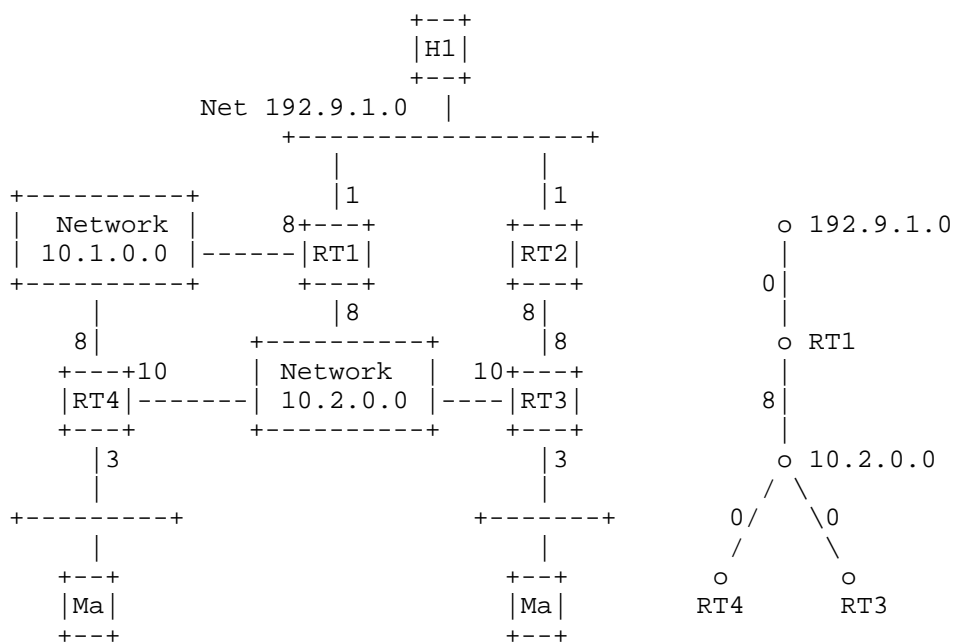 +--+
|H1|
+--+
Net 192.9.1.0 |
+------------------+
| |
+----------+ |1 |1
| Network | 8+---+ +---+ o 192.9.1.0
| 10.1.0.0 |------|RT1| |RT2| |
+----------+ +---+ +---+ 0|
| |8 8| |
8| +----------+ |8 o RT1
+---+10 | Network | 10+---+ |
|RT4|-------| 10.2.0.0 |----|RT3| 8|
+---+ +----------+ +---+ |
|3 |3 o 10.2.0.0
| | / \
+---------+ +-------+ 0/ \0
| | / \
+--+ +--+ o o
|Ma| |Ma| RT4 RT3
+--+ +--+